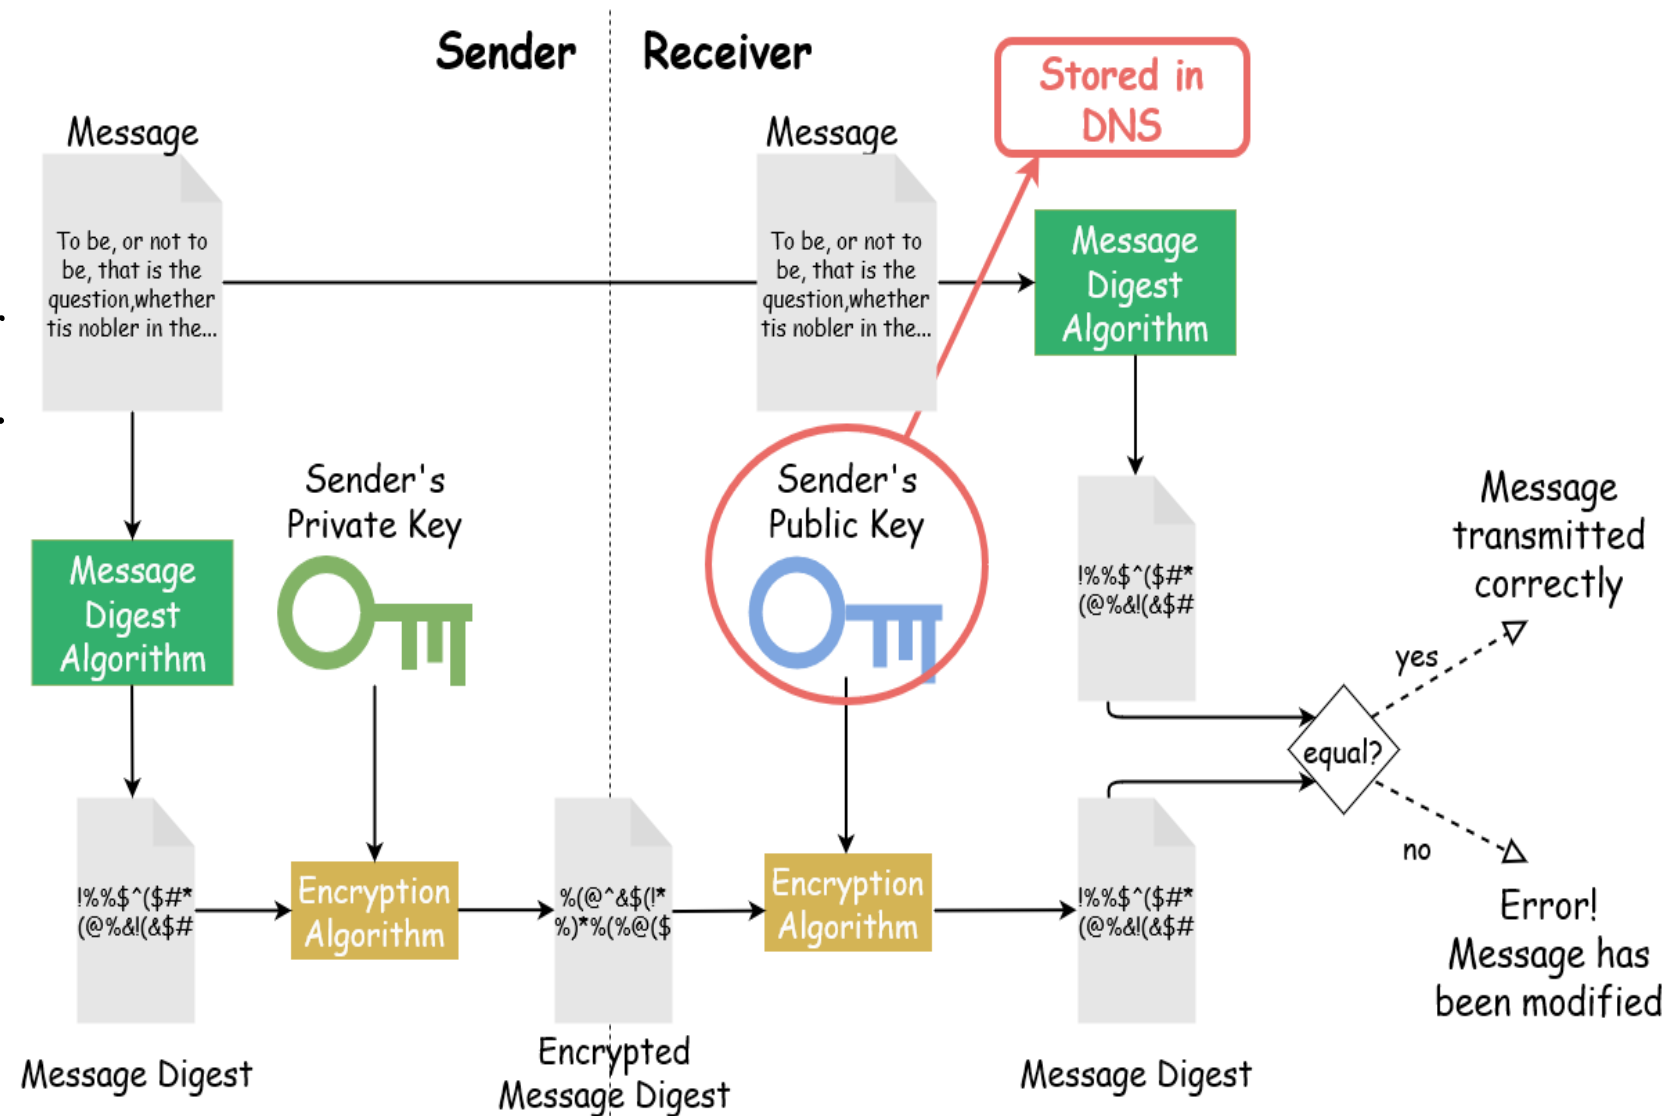 Sender
Receiver
Stored in
DNS
Message
To be, or not to
be, that is the
question,whether
tis nobler in the...
Message
To be, or not to
be, that is the
question,whether
tis nobler in the...
Message
Digest
Algorithm
Sender's
Private Key
Sender's
Public Key
Message
Digest
Algorithm
!%%$^($#*
(@%&!(&$#
Message
transmitted
correctly
yes
equal?
no
Error!
Message has
been modified
!%%$^($#*
(@%&!(&$#
Encryption
Algorithm
%(@^&$(!*
%)*%(%@($
Encryption
Algorithm
!%%$^($#*
(@%&!(&$#
Message Digest
Encrypted
Message Digest
Message Digest